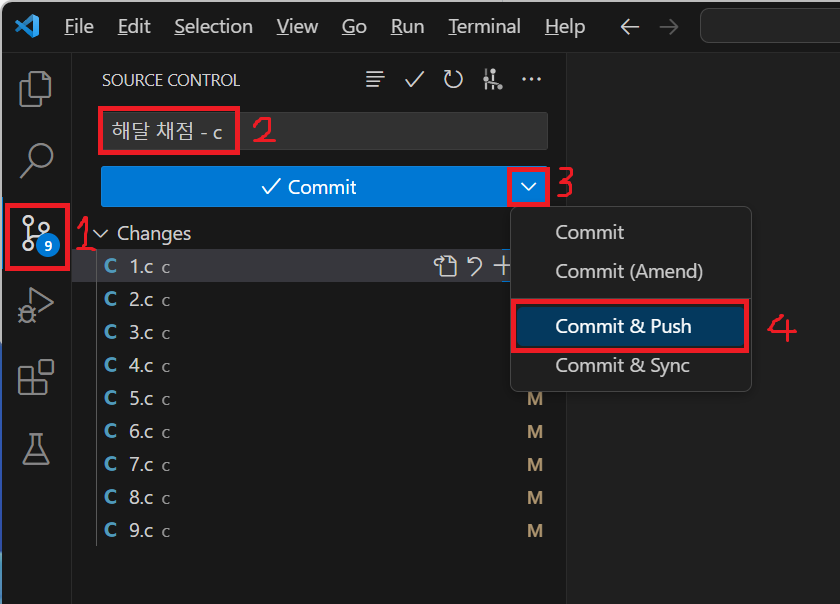 File Edit Selection View Go Run Terminal Help
SOURCE CONTROL
해달 채점 - c
2
Commit
3
9
1
Changes
Commit
Commit (Amend)
Commit & Push
4
Commit & Sync
C 1.c c
C 2.c c
C 3.c c
C 4.c c
C 5.c c M
C 6.c c M
C 7.c c M
C 8.c c M
C 9.c c M